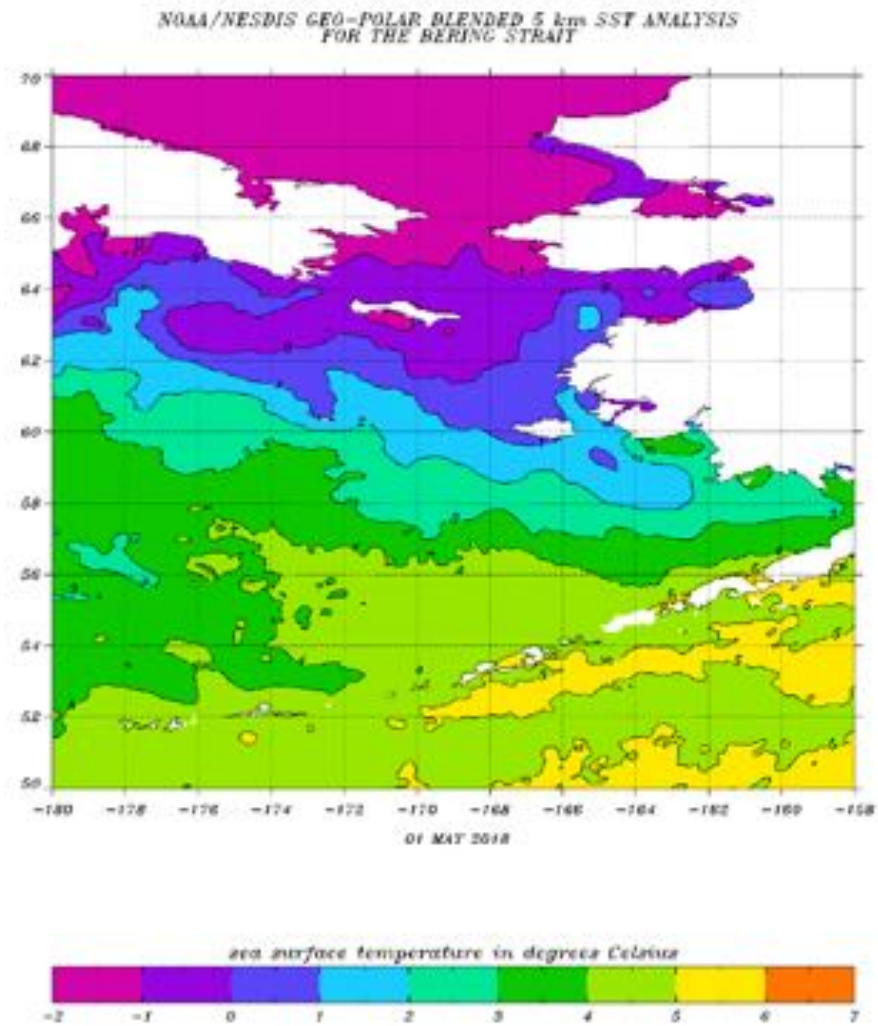 NOAA/NESDIS GEO-POLAR BLENDED 5 km SST ANALYSIS
FOR THE BERING STRAIT
70
68
66
64
62
60
58
56
54
52
50
-180 -178 -176 -174 -172 -170 -168 -166 -164 -162 -160 -158
01 MAY 2018
sea surface temperature in degrees Celsius
-2 -1 0 1 2 3 4 5 6 7